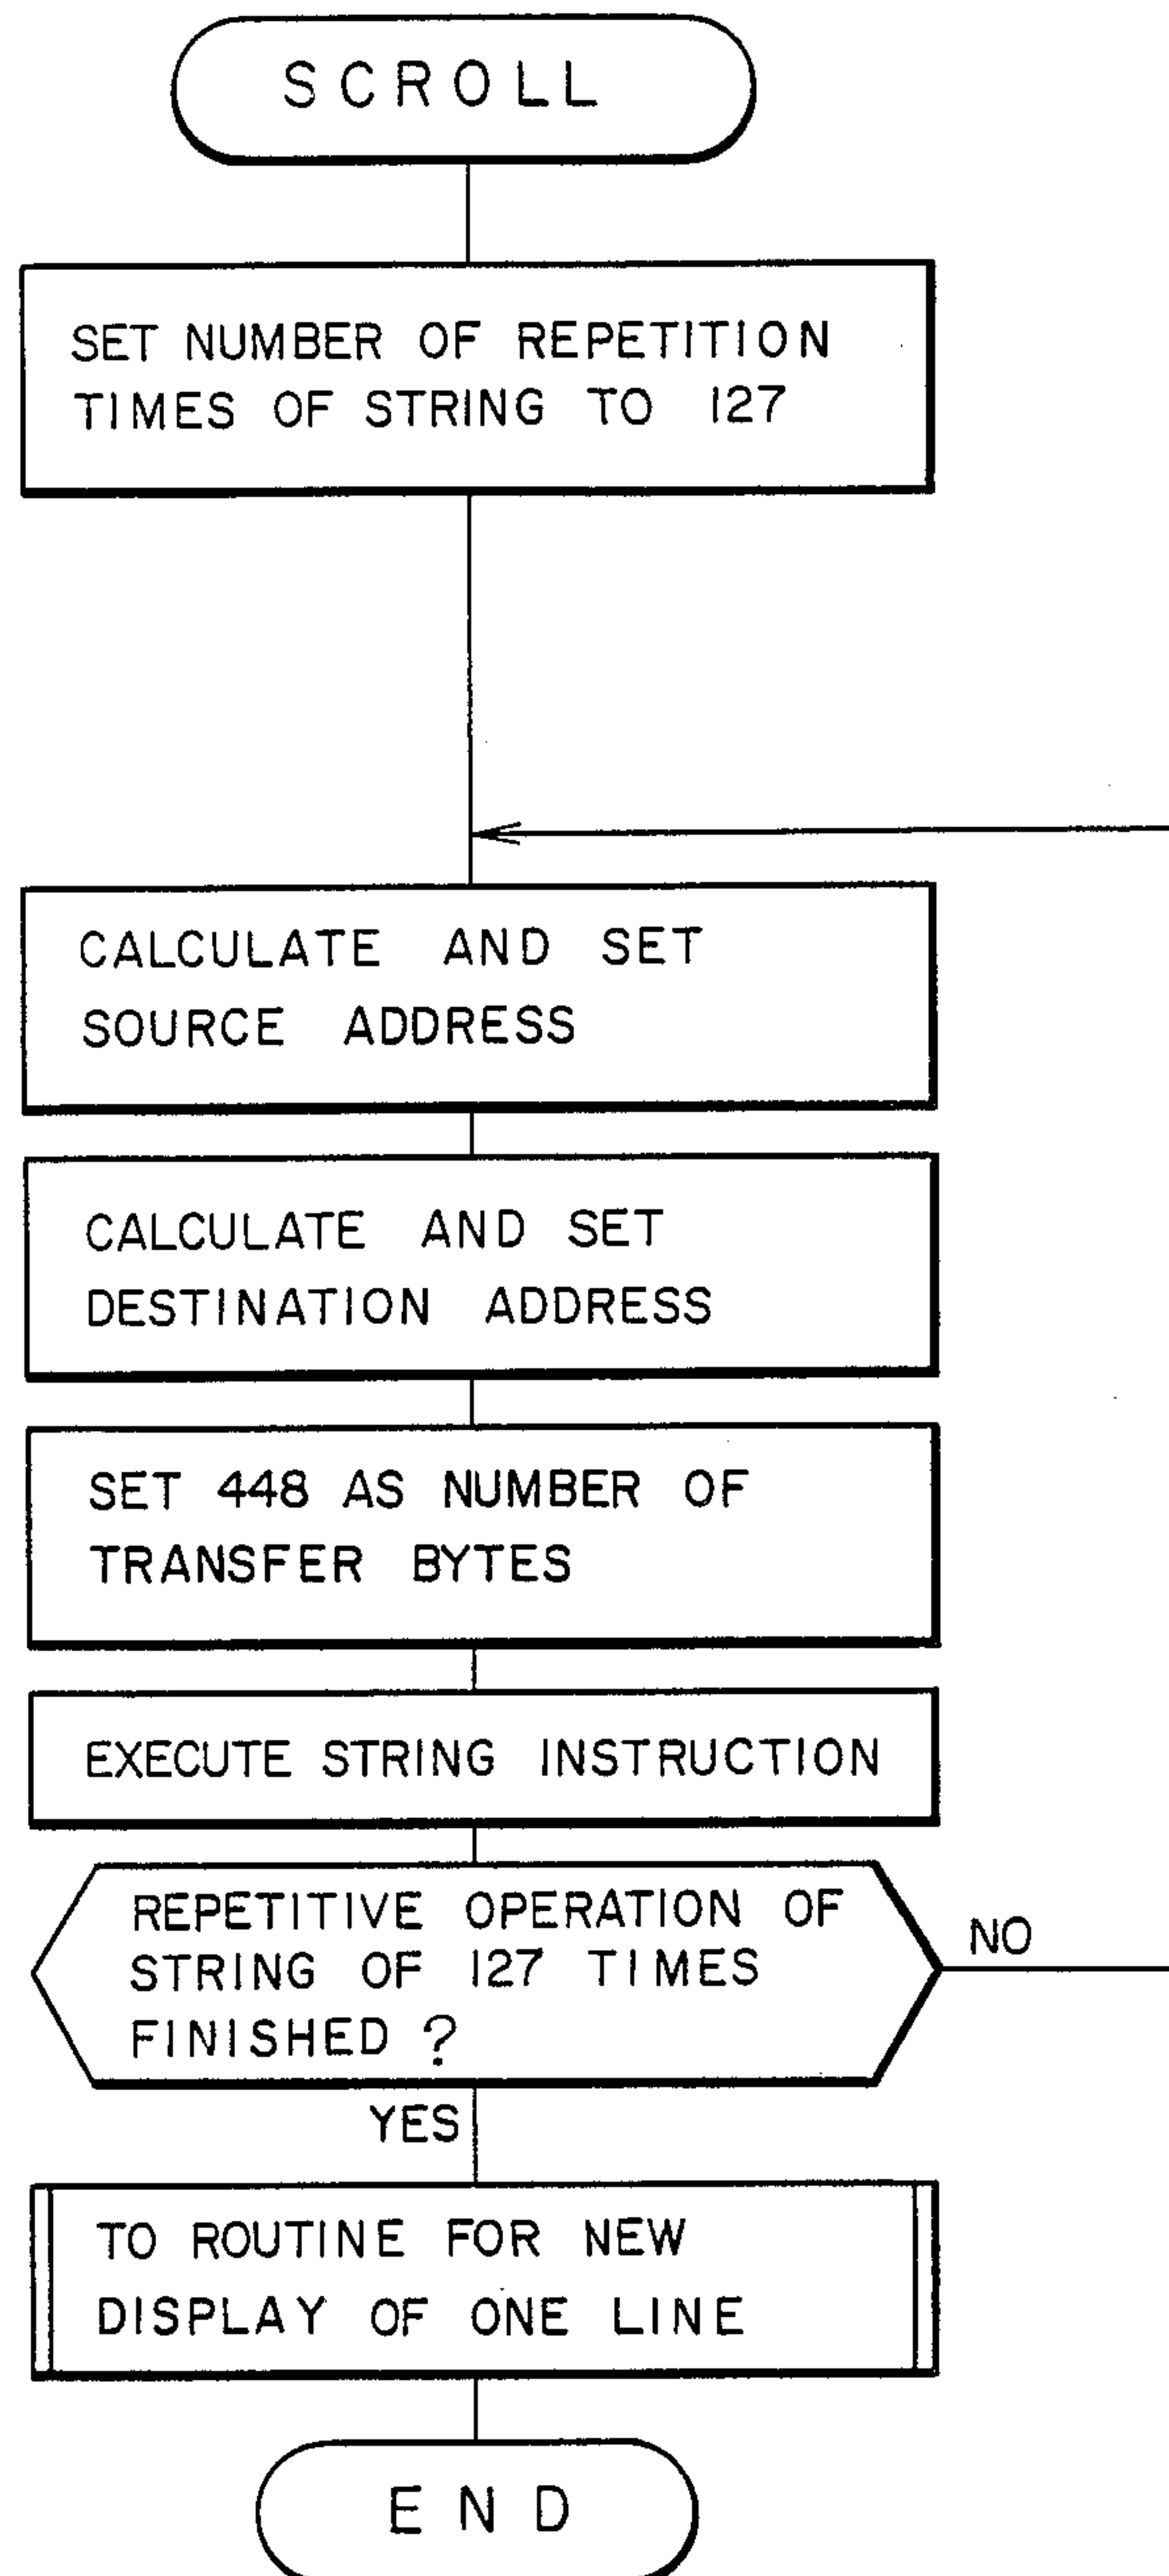 SCROLL
SET NUMBER OF REPETITION
TIMES OF STRING TO 127
CALCULATE AND SET
SOURCE ADDRESS
CALCULATE AND SET
DESTINATION ADDRESS
SET 448 AS NUMBER OF
TRANSFER BYTES
EXECUTE STRING INSTRUCTION
REPETITIVE OPERATION OF
STRING OF 127 TIMES
FINISHED ?
NO
YES
TO ROUTINE FOR NEW
DISPLAY OF ONE LINE
END